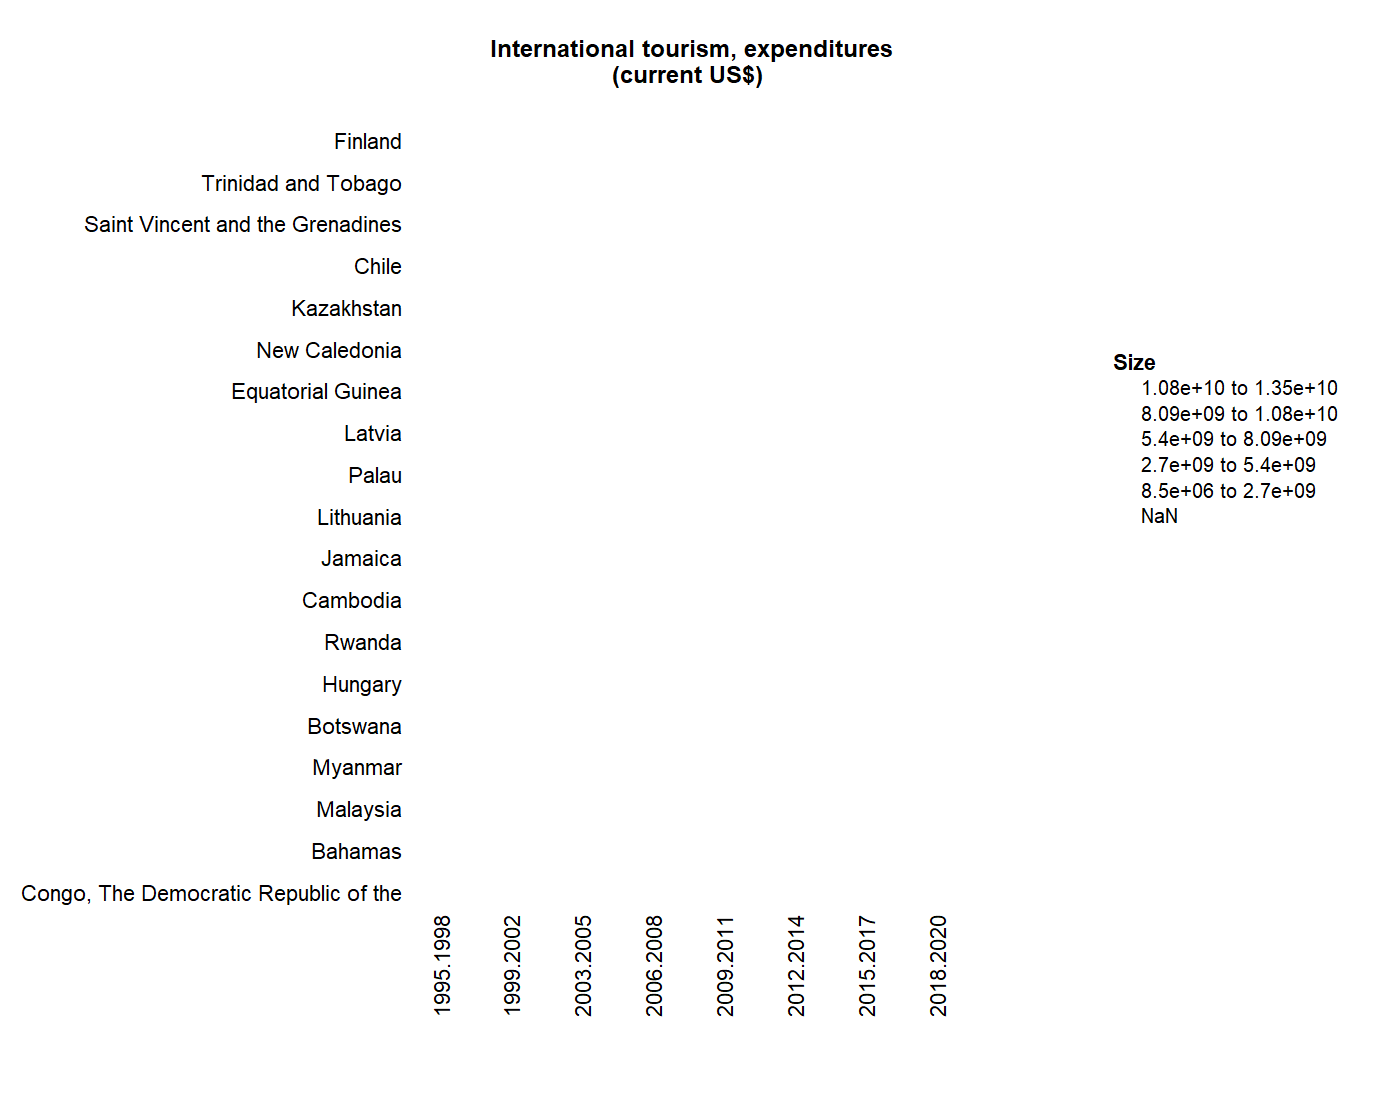 International tourism, expenditures
(current US$)
Finland
Trinidad and Tobago
Saint Vincent and the Grenadines
Chile
Kazakhstan
New Caledonia
Equatorial Guinea
Latvia
Palau
Lithuania
Jamaica
Cambodia
Rwanda
Hungary
Botswana
Myanmar
Malaysia
Bahamas
Congo, The Democratic Republic of the
1995.1998
1999.2002
2003.2005
2006.2008
2009.2011
2012.2014
2015.2017
2018.2020
Size
1.08e+10 to 1.35e+10
8.09e+09 to 1.08e+10
5.4e+09 to 8.09e+09
2.7e+09 to 5.4e+09
8.5e+06 to 2.7e+09
NaN